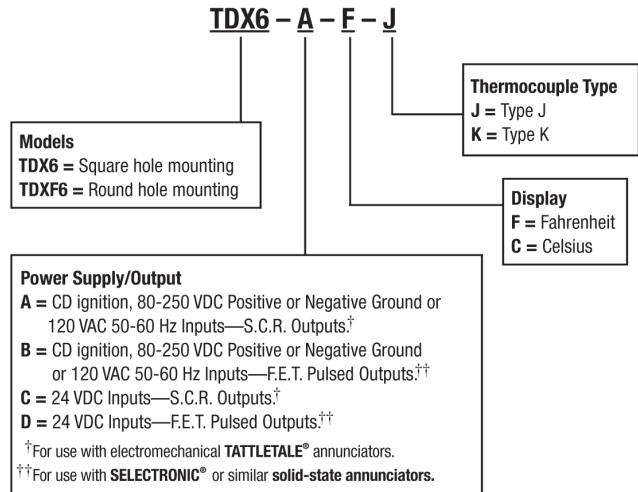 TDX6 – A – F – J
Thermocouple Type
J = Type J
K = Type K
Models
TDX6 = Square hole mounting
TDXF6 = Round hole mounting
Display
F = Fahrenheit
C = Celsius
Power Supply/Output
A = CD ignition, 80-250 VDC Positive or Negative Ground or
120 VAC 50-60 Hz Inputs—S.C.R. Outputs.†
B = CD ignition, 80-250 VDC Positive or Negative Ground
or 120 VAC 50-60 Hz Inputs—F.E.T. Pulsed Outputs.††
C = 24 VDC Inputs—S.C.R. Outputs.†
D = 24 VDC Inputs—F.E.T. Pulsed Outputs.††
†For use with electromechanical TATTLETALE® annunciators.
††For use with SELECTRONIC® or similar solid-state annunciators.